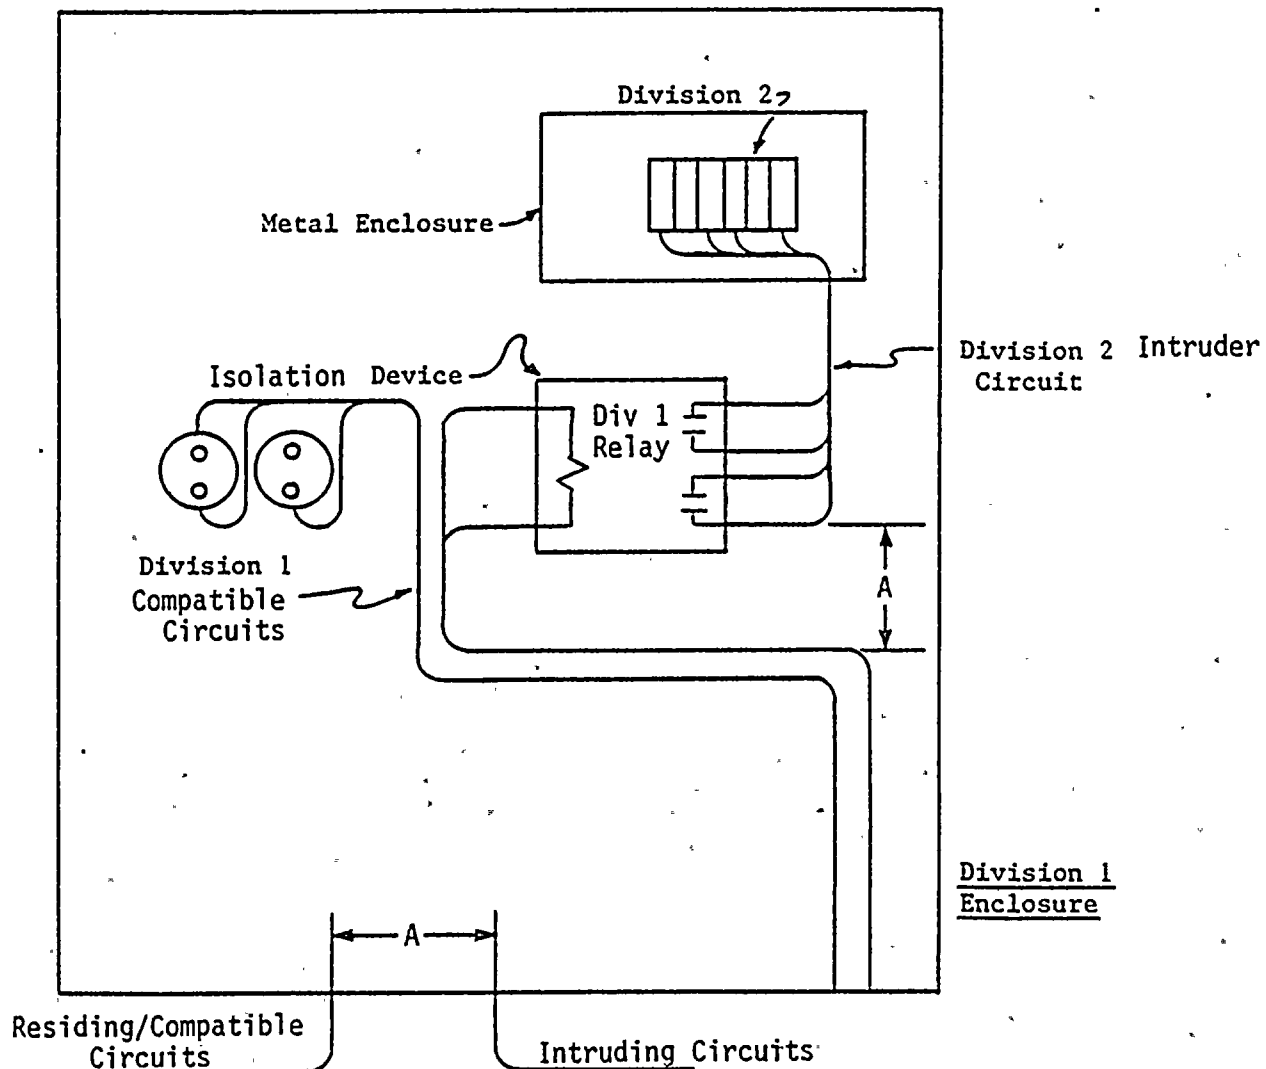 Division 2
Metal Enclosure
Division 2 Intruder
Circuit
Isolation Device
Div 1
Relay
Division 1
Compatible
Circuits
A
Division 1
Enclosure
A
Residing/Compatible
Circuits
Intruding Circuits